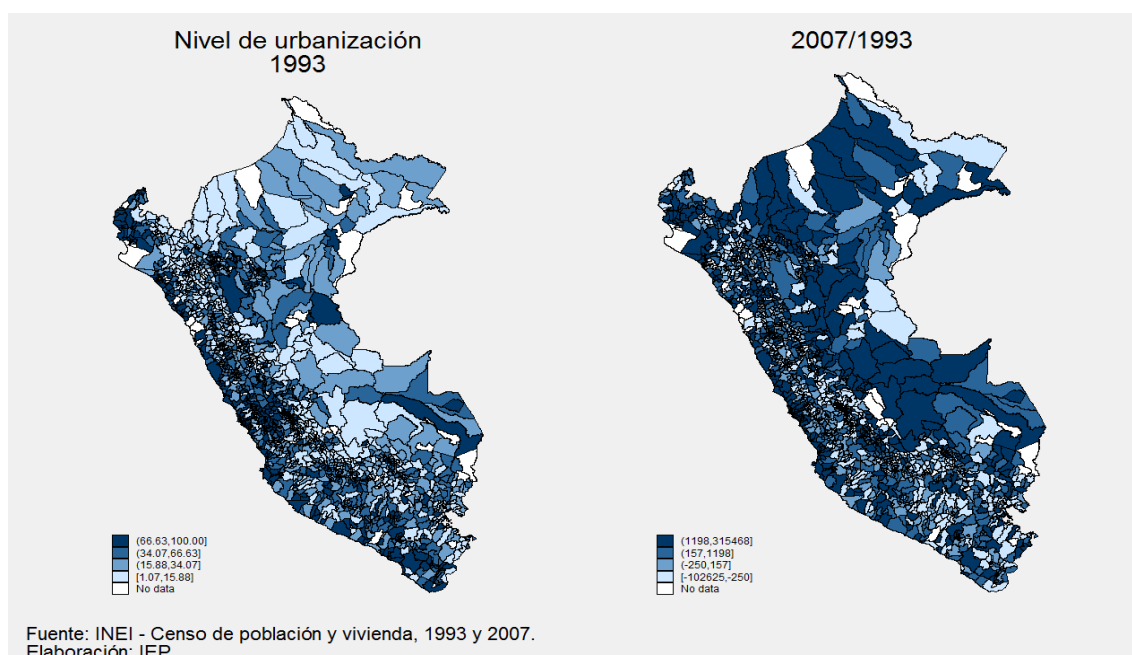 Nivel de urbanización
1993
2007/1993
(66.63,100.00]
(34.07,66.63]
(15.88,34.07]
[1.07,15.88]
No data
(1198,315468]
(157,1198]
(-250,157]
[-102625,-250]
No data
Fuente: INEI - Censo de población y vivienda, 1993 y 2007.
Elaboración: IEP